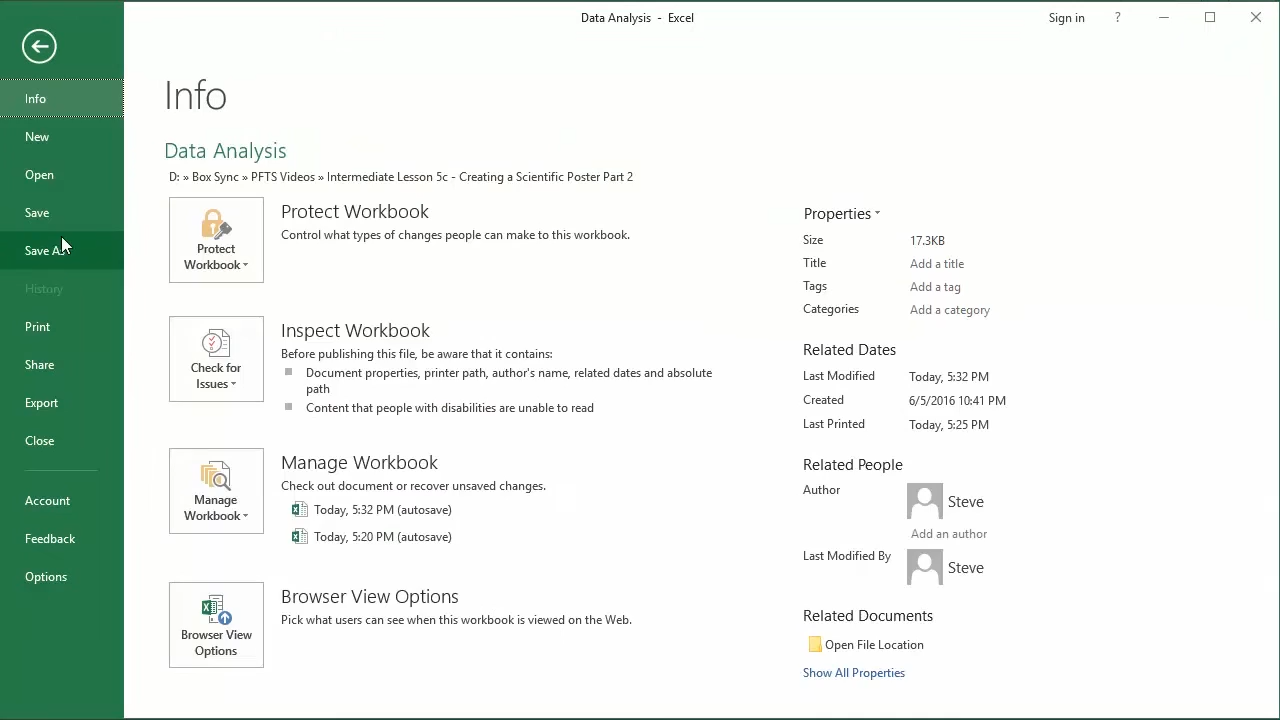 Data Analysis - Excel
Sign in
?
Info
New
Open
Save
Save As
History
Print
Share
Export
Close
Account
Feedback
Options
Info
Data Analysis
D: » Box Sync » PFTS Videos » Intermediate Lesson 5c - Creating a Scientific Poster Part 2
Protect
Workbook
Protect Workbook
Control what types of changes people can make to this workbook.
Check for
Issues
Inspect Workbook
Before publishing this file, be aware that it contains:
Document properties, printer path, author's name, related dates and absolute
path
Content that people with disabilities are unable to read
Manage
Workbook
Manage Workbook
Check out document or recover unsaved changes.
Today, 5:32 PM (autosave)
Today, 5:20 PM (autosave)
Browser View
Options
Browser View Options
Pick what users can see when this workbook is viewed on the Web.
Properties
Size 17.3KB
Title Add a title
Tags Add a tag
Categories Add a category
Related Dates
Last Modified Today, 5:32 PM
Created 6/5/2016 10:41 PM
Last Printed Today, 5:25 PM
Related People
Author Steve
Add an author
Last Modified By Steve
Related Documents
Open File Location
Show All Properties